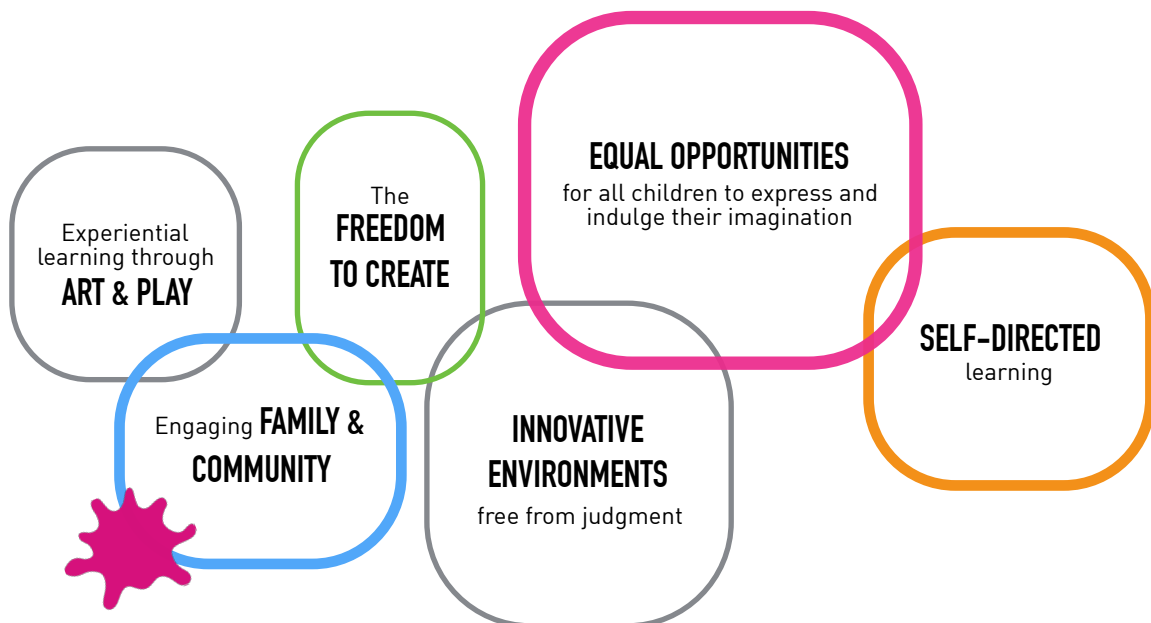 Experiential
learning through
ART & PLAY
The
FREEDOM
TO CREATE
EQUAL OPPORTUNITIES
for all children to express and
indulge their imagination
SELF-DIRECTED
learning
Engaging FAMILY &
COMMUNITY
INNOVATIVE
ENVIRONMENTS
free from judgment